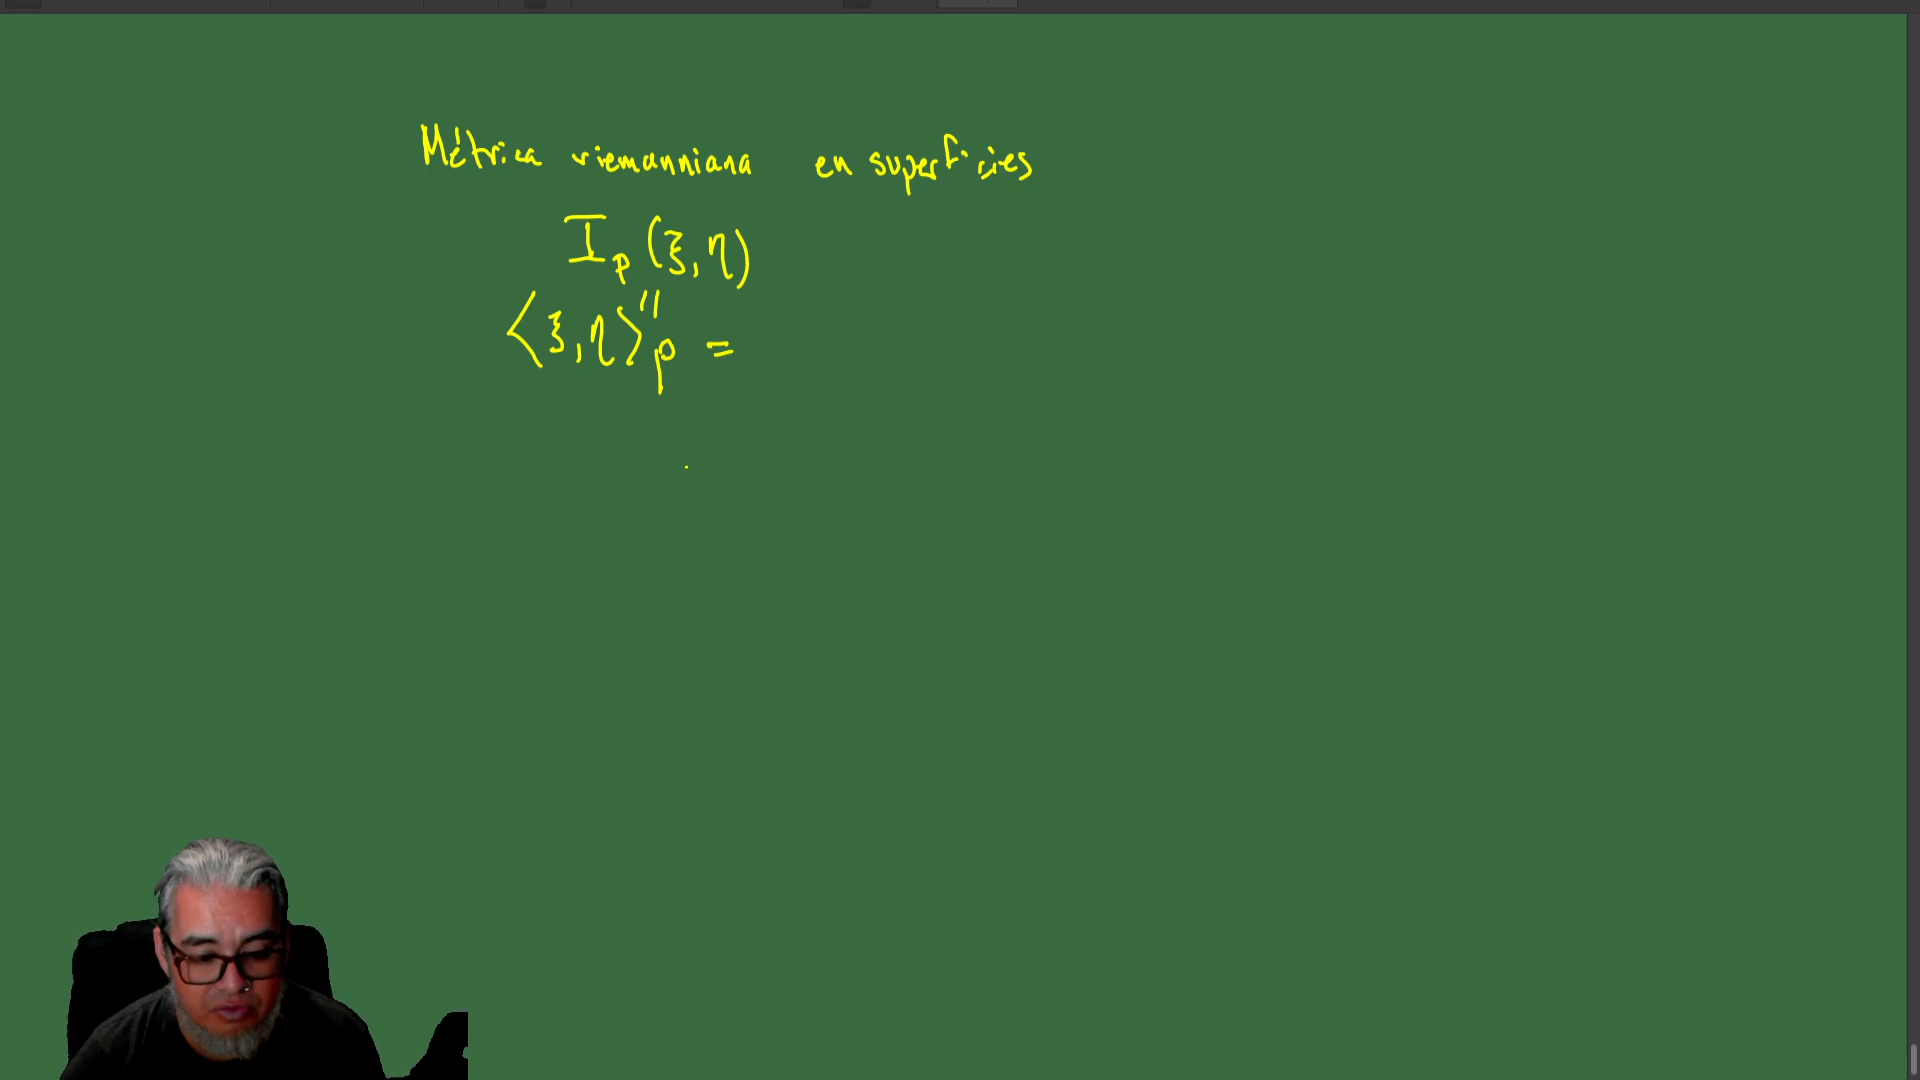 Métrica riemanniana en superficies
I_p (ξ, η)
"
⟨ξ, η⟩_p =